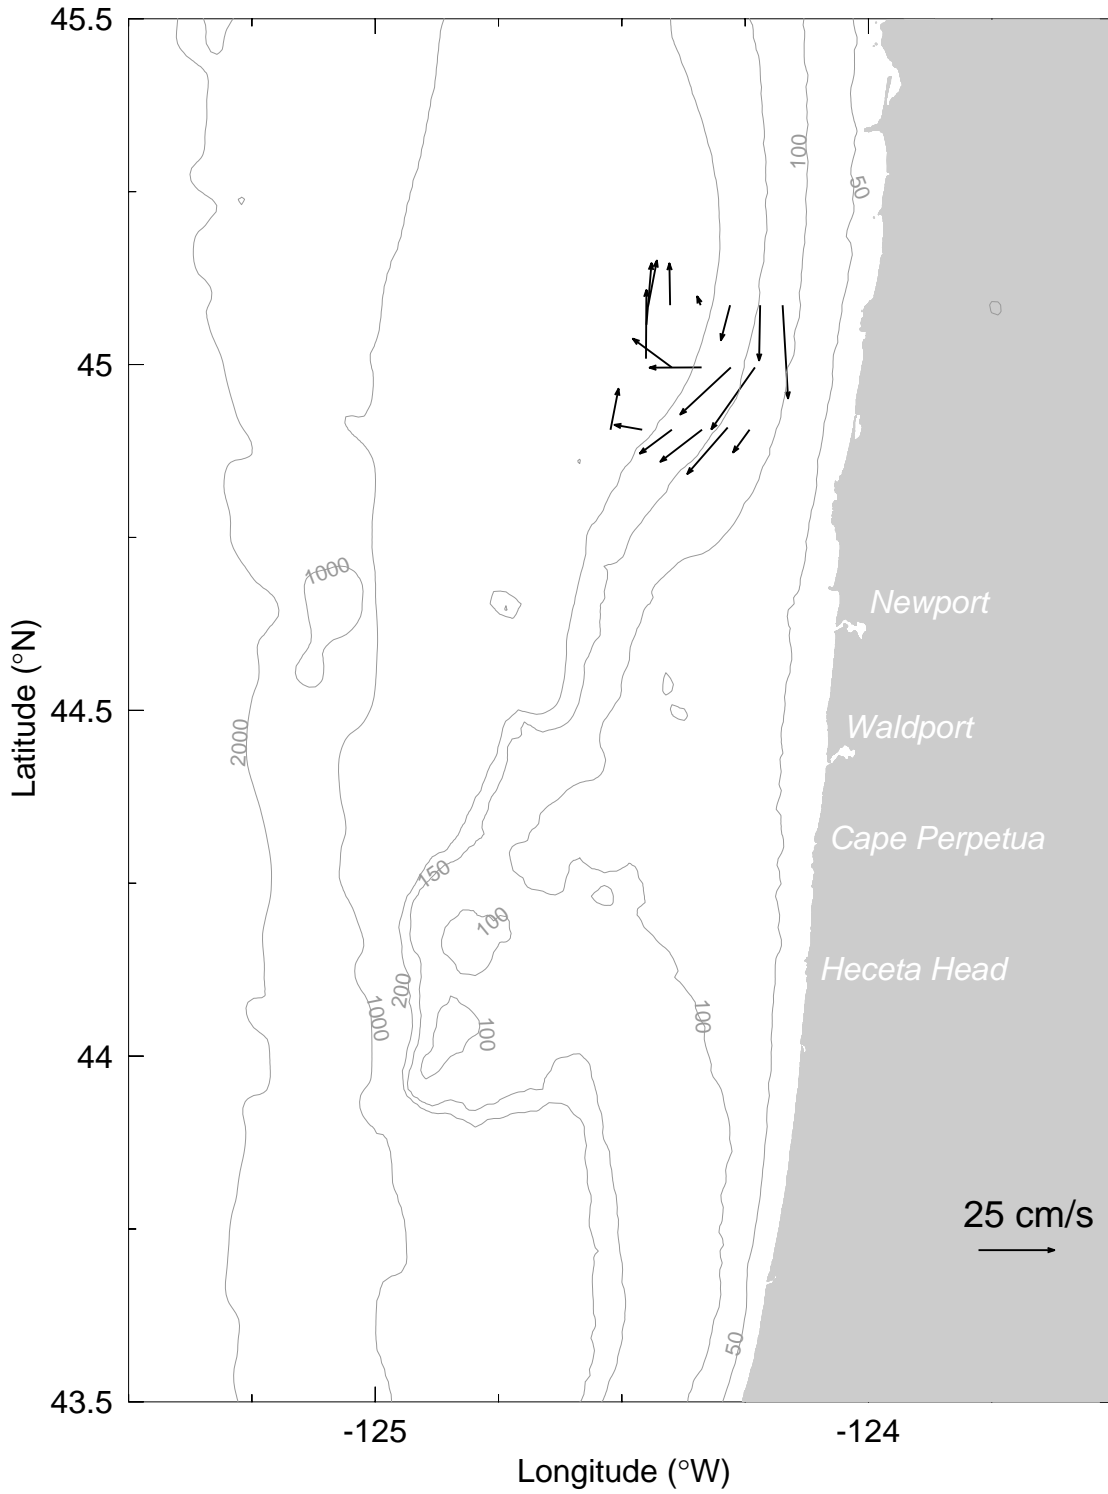 45.5
100
50
45
1000
Newport
Latitude (°N)
44.5
2000
Waldport
Cape Perpetua
150
100
Heceta Head
200
1000
100
100
44
25 cm/s
50
43.5
-125
-124
Longitude (°W)